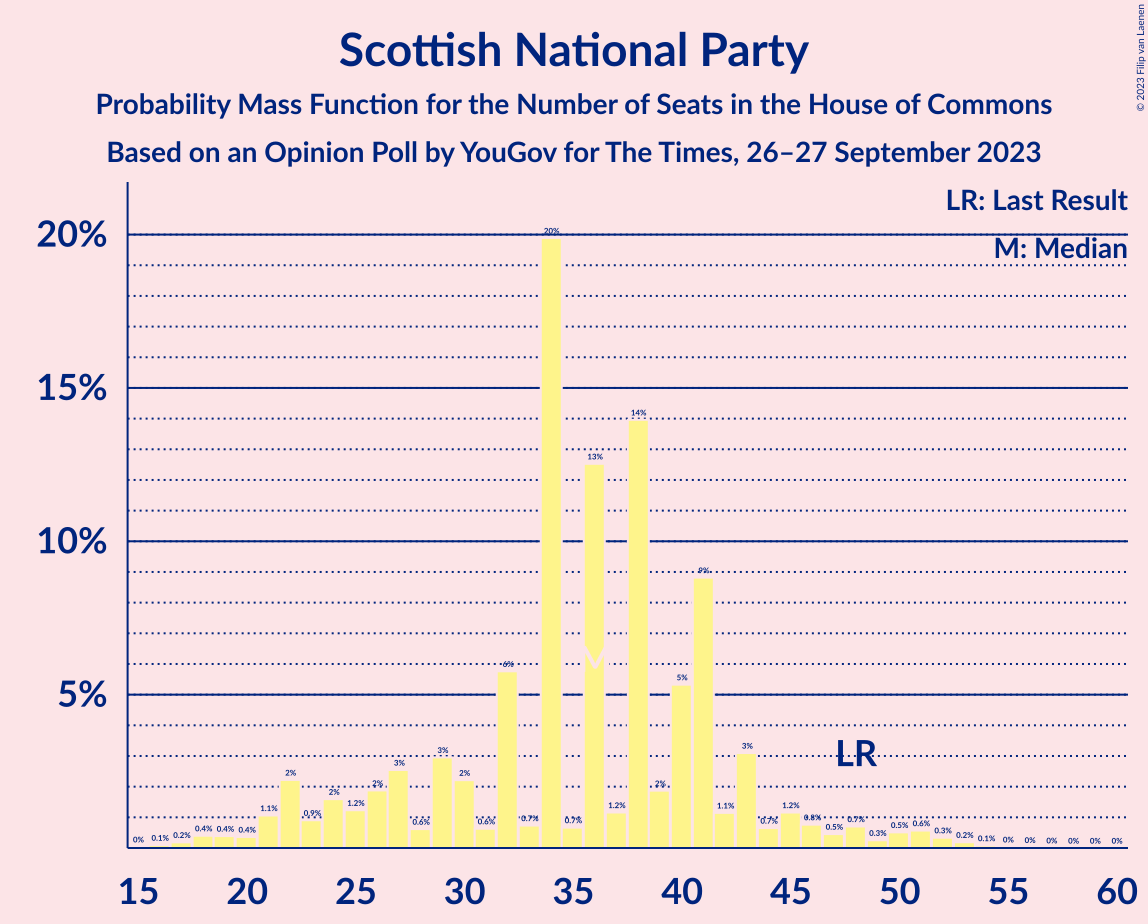 Scottish National Party
Probability Mass Function for the Number of Seats in the House of Commons
Based on an Opinion Poll by YouGov for The Times, 26–27 September 2023
© 2023 Filip van Laenen
LR: Last Result
M: Median
20%
15%
10%
5%
0% 0.1% 0.2% 0.4% 0.4% 0.4% 1.1% 2% 0.9% 2% 1.2% 2% 3% 0.6% 3% 2% 0.6% 6% 0.7% 20% 0.7% 13% 1.2% 14% 2% 5% 9% 1.1% 3% 0.7% 1.2% 0.8% 0.5% 0.7% 0.3% 0.5% 0.6% 0.3% 0.2% 0.1% 0% 0% 0% 0% 0% 0%
LR
15 20 25 30 35 40 45 50 55 60